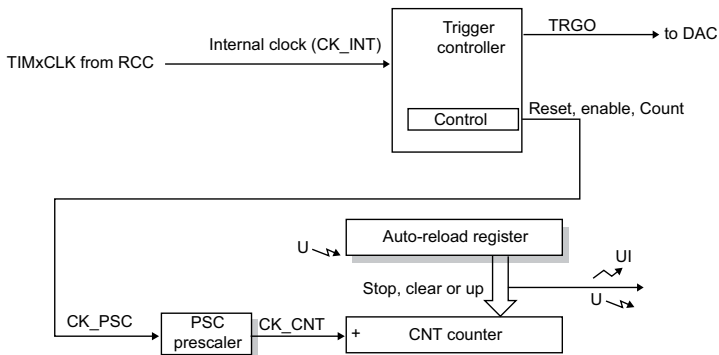 Trigger
controller
TRGO
to DAC
Internal clock (CK_INT)
TIMxCLK from RCC
Control
Reset, enable, Count
U
Auto-reload register
UI
Stop, clear or up
U
CK_PSC
PSC
prescaler
CK_CNT
+
CNT counter